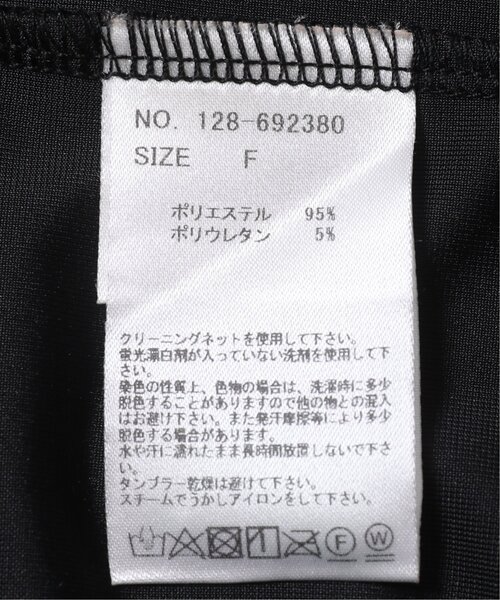 NO. 128-692380
SIZE F
ポリエステル 95%
ポリウレタン 5%
クリーニングネットを使用して下さい。
蛍光漂白剤が入っていない洗剤を使用して下さい。
染色の性質上、色物の場合は、洗濯時に多少
脱色することがありますので他の物との混入
はお避け下さい。また発汗摩擦等により多少
脱色する場合があります。
水や汗に濡れたまま長時間放置しないで下さい。
タンブラー乾燥は避けて下さい。
スチームでうかしアイロンをして下さい。
F W